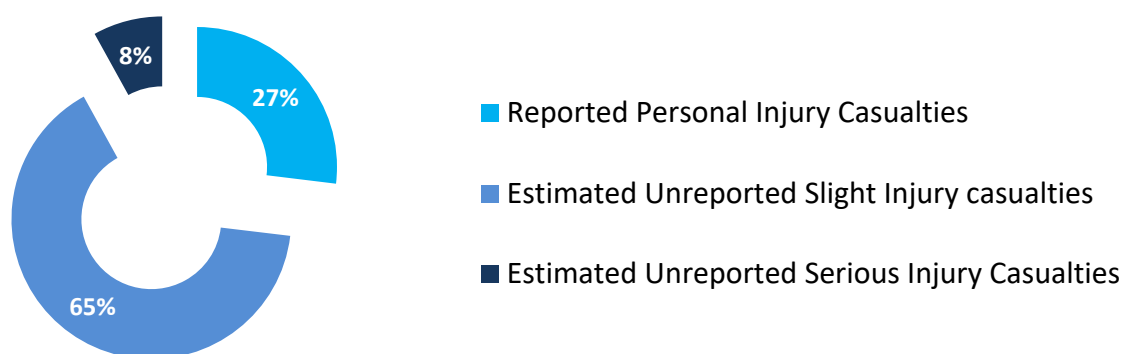 8%
27%
Reported Personal Injury Casualties
Estimated Unreported Slight Injury casualties
Estimated Unreported Serious Injury Casualties
65%